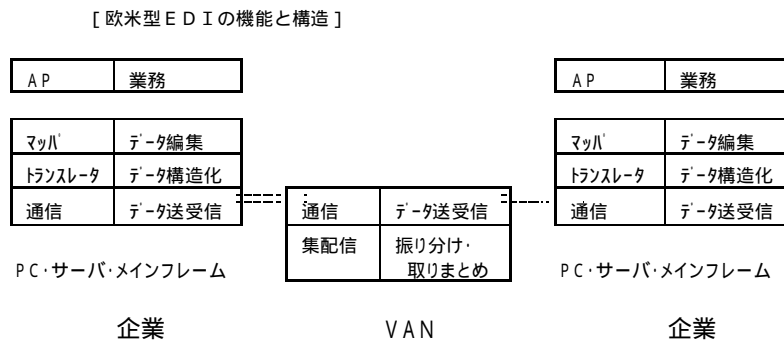 [ 欧米型EDIの機能と構造 ]
AP 業務
マッパ データ編集
トランスレータ データ構造化
通信 データ送受信
PC・サーバ・メインフレーム
企業
通信 データ送受信
集配信 振り分け・
取りまとめ
VAN
AP 業務
マッパ データ編集
トランスレータ データ構造化
通信 データ送受信
PC・サーバ・メインフレーム
企業